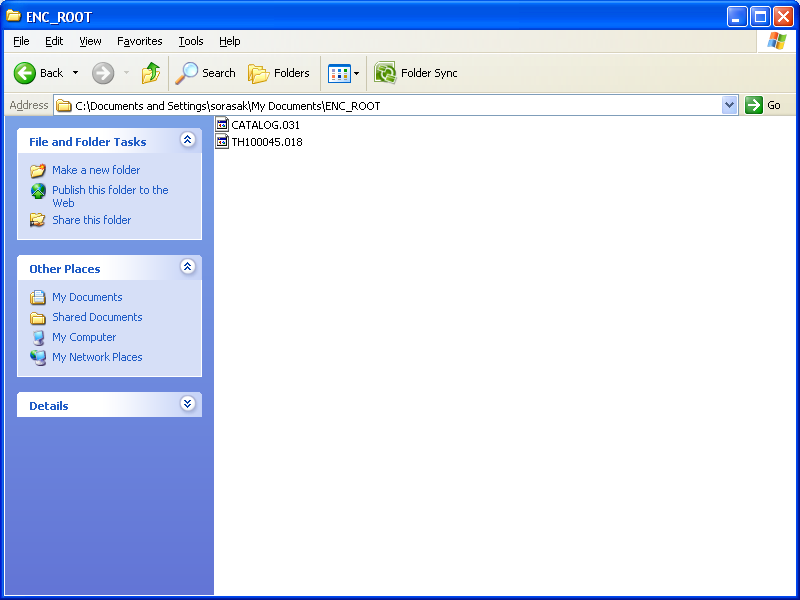 ENC_ROOT
File Edit View Favorites Tools Help
Back Search Folders Folder Sync
Address C:\Documents and Settings\sorasak\My Documents\ENC_ROOT Go
File and Folder Tasks
Make a new folder
Publish this folder to the
Web
Share this folder
Other Places
My Documents
Shared Documents
My Computer
My Network Places
Details
CATALOG.031
TH100045.018